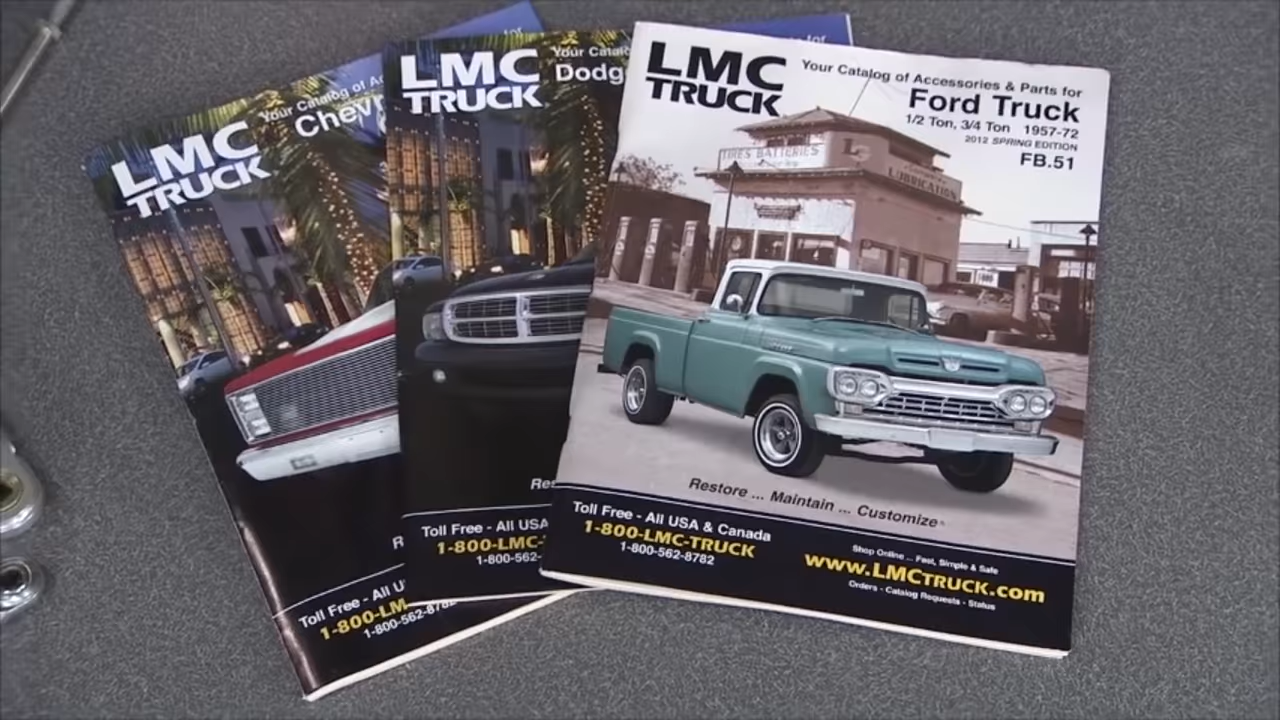 LMC
TRUCK
Your Catalog of
Chev
Toll Free - All U
1-800-LM
1-800-562-878
LMC
TRUCK
Your Catalo
Dodg
Toll Free - All USA
1-800-LMC-
1-800-562-
LMC
TRUCK
Your Catalog of Accessories & Parts for
Ford Truck
1/2 Ton, 3/4 Ton 1957-72
2012 SPRING EDITION
FB.51
TIRES BATTERIES
LUBRICATION
Restore ... Maintain ... Customize
Toll Free - All USA & Canada
1-800-LMC-TRUCK
1-800-562-8782
Shop Online ... Fast, Simple & Safe
www.LMCTRUCK.com
Orders - Catalog Requests - Status